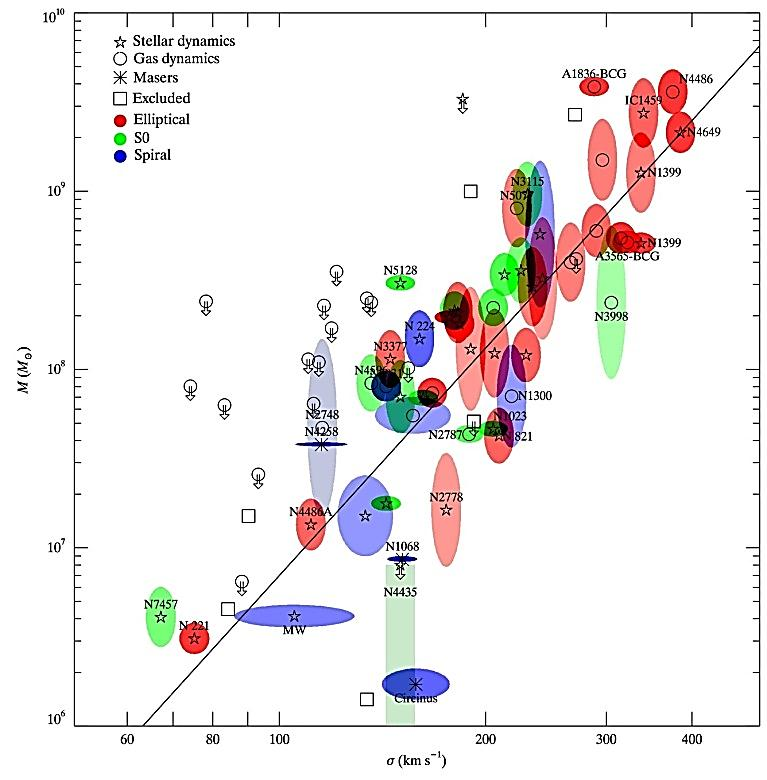 10^10
Stellar dynamics
Gas dynamics
Masers
Excluded
Elliptical
S0
Spiral
A1836-BCG
N4486
IC1459
N4649
N1399
N3115
N507
10^9
N1399
A3565-BCG
N5128
N3998
N 224
N3377
10^8
N1300
N2748
N4258
N1023
N2787
N 821
N2778
N4486A
10^7
N1068
N4435
N7457
N 221
MW
Circinus
10^6
60
80
100
200
300
400
M (M⊙)
σ (km s⁻¹)